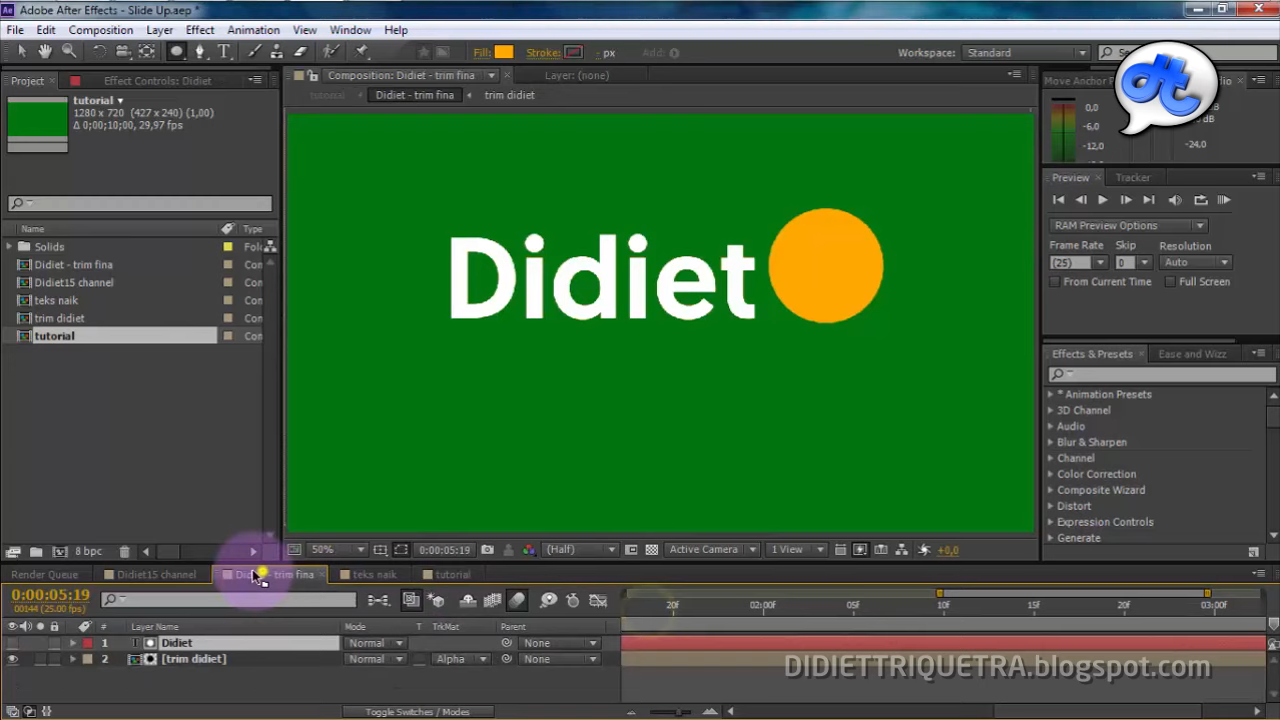 Adobe After Effects - Slide Up.aep *
File Edit Composition Layer Effect Animation View Window Help
Fill: Stroke: px Add: Workspace: Standard
Project Effect Controls: Didiet Composition: Didiet - trim fina Layer: (none) Move Anchor
tutorial Didiet - trim fina trim didiet
tutorial
1280 x 720 (427 x 240) (1,00)
Δ 0;00;10;00, 29,97 fps
dt
0,0
-6,0
-12,0
0 dB
-24,0
Preview Tracker
RAM Preview Options
Frame Rate Skip Resolution
(25) 0 Auto
From Current Time Full Screen
Name Type
Solids Fol
Didiet - trim fina Con
Didiet15 channel Con
teks naik Con
trim didiet Con
tutorial Con
Didiet
Effects & Presets Ease and Wizz
* Animation Presets
3D Channel
Audio
Blur & Sharpen
Channel
Color Correction
Composite Wizard
Distort
Expression Controls
Generate
8 bpc
50% 0:00:05:19 (Half) Active Camera 1 View +0,0
Render Queue Didiet15 channel Didiet - trim fina teks naik tutorial
0:00:05:19
00144 (25.00 fps)
20f 02:00f 05f 10f 15f 20f 03:00f
Layer Name Mode T TrkMat Parent
1 T Didiet Normal None
2 [trim didiet] Normal Alpha None
DIDIETTRIQUETRA.blogspot.com
Toggle Switches / Modes